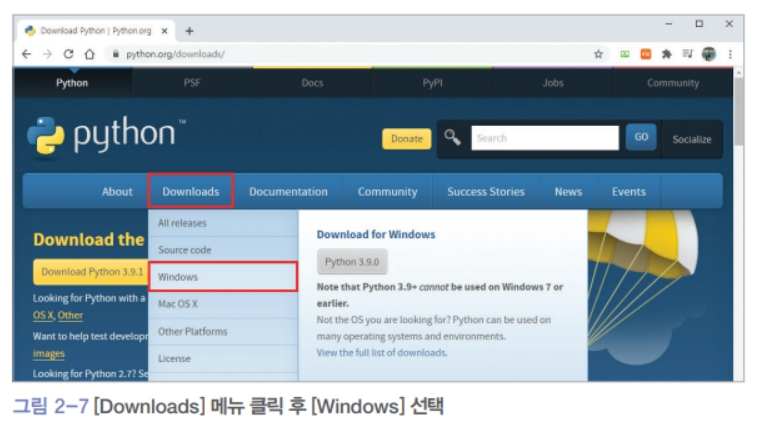 Download Python | Python.org
python.org/downloads/
Python PSF Docs PyPI Jobs Community
python™
Donate Search GO Socialize
About Downloads Documentation Community Success Stories News Events
Download the
Download Python 3.9.1
Looking for Python with a
OS X, Other
Want to help test develop
images
Looking for Python 2.7? Se
All releases
Source code
Windows
Mac OS X
Other Platforms
License
Download for Windows
Python 3.9.0
Note that Python 3.9+ cannot be used on Windows 7 or
earlier.
Not the OS you are looking for? Python can be used on
many operating systems and environments.
View the full list of downloads.
그림 2-7 [Downloads] 메뉴 클릭 후 [Windows] 선택